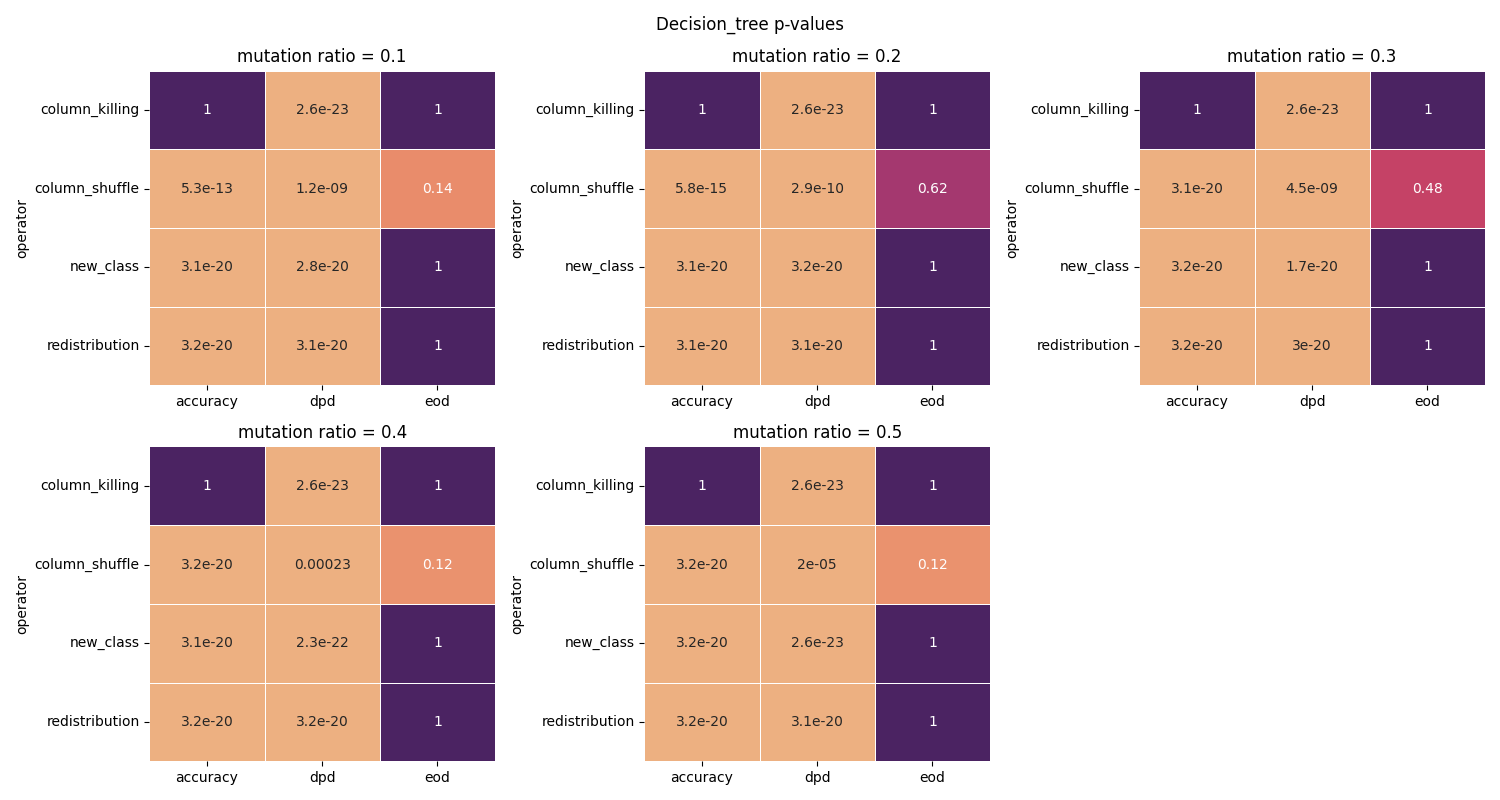 Decision_tree p-values
mutation ratio = 0.1
operator
column_killing 1 2.6e-23 1
column_shuffle 5.3e-13 1.2e-09 0.14
new_class 3.1e-20 2.8e-20 1
redistribution 3.2e-20 3.1e-20 1
accuracy dpd eod
mutation ratio = 0.2
operator
column_killing 1 2.6e-23 1
column_shuffle 5.8e-15 2.9e-10 0.62
new_class 3.1e-20 3.2e-20 1
redistribution 3.1e-20 3.1e-20 1
accuracy dpd eod
mutation ratio = 0.3
operator
column_killing 1 2.6e-23 1
column_shuffle 3.1e-20 4.5e-09 0.48
new_class 3.2e-20 1.7e-20 1
redistribution 3.2e-20 3e-20 1
accuracy dpd eod
mutation ratio = 0.4
operator
column_killing 1 2.6e-23 1
column_shuffle 3.2e-20 0.00023 0.12
new_class 3.1e-20 2.3e-22 1
redistribution 3.2e-20 3.2e-20 1
accuracy dpd eod
mutation ratio = 0.5
operator
column_killing 1 2.6e-23 1
column_shuffle 3.2e-20 2e-05 0.12
new_class 3.2e-20 2.6e-23 1
redistribution 3.2e-20 3.1e-20 1
accuracy dpd eod